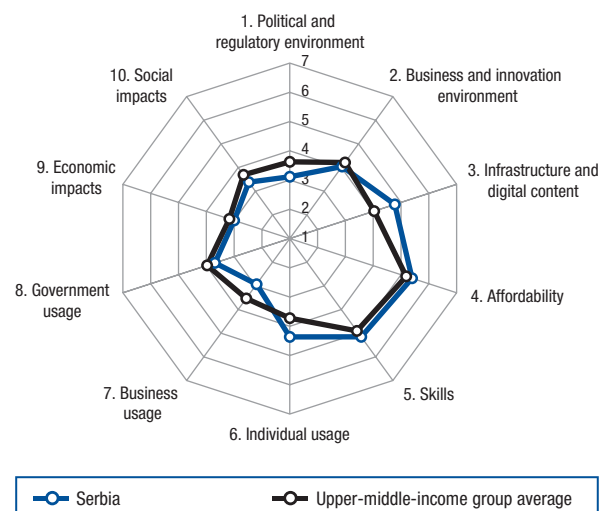 1. Political and
regulatory environment
2. Business and innovation
environment
3. Infrastructure and
digital content
4. Affordability
5. Skills
6. Individual usage
7. Business
usage
8. Government
usage
9. Economic
impacts
10. Social
impacts
7
6
5
4
3
2
1
Serbia
Upper-middle-income group average